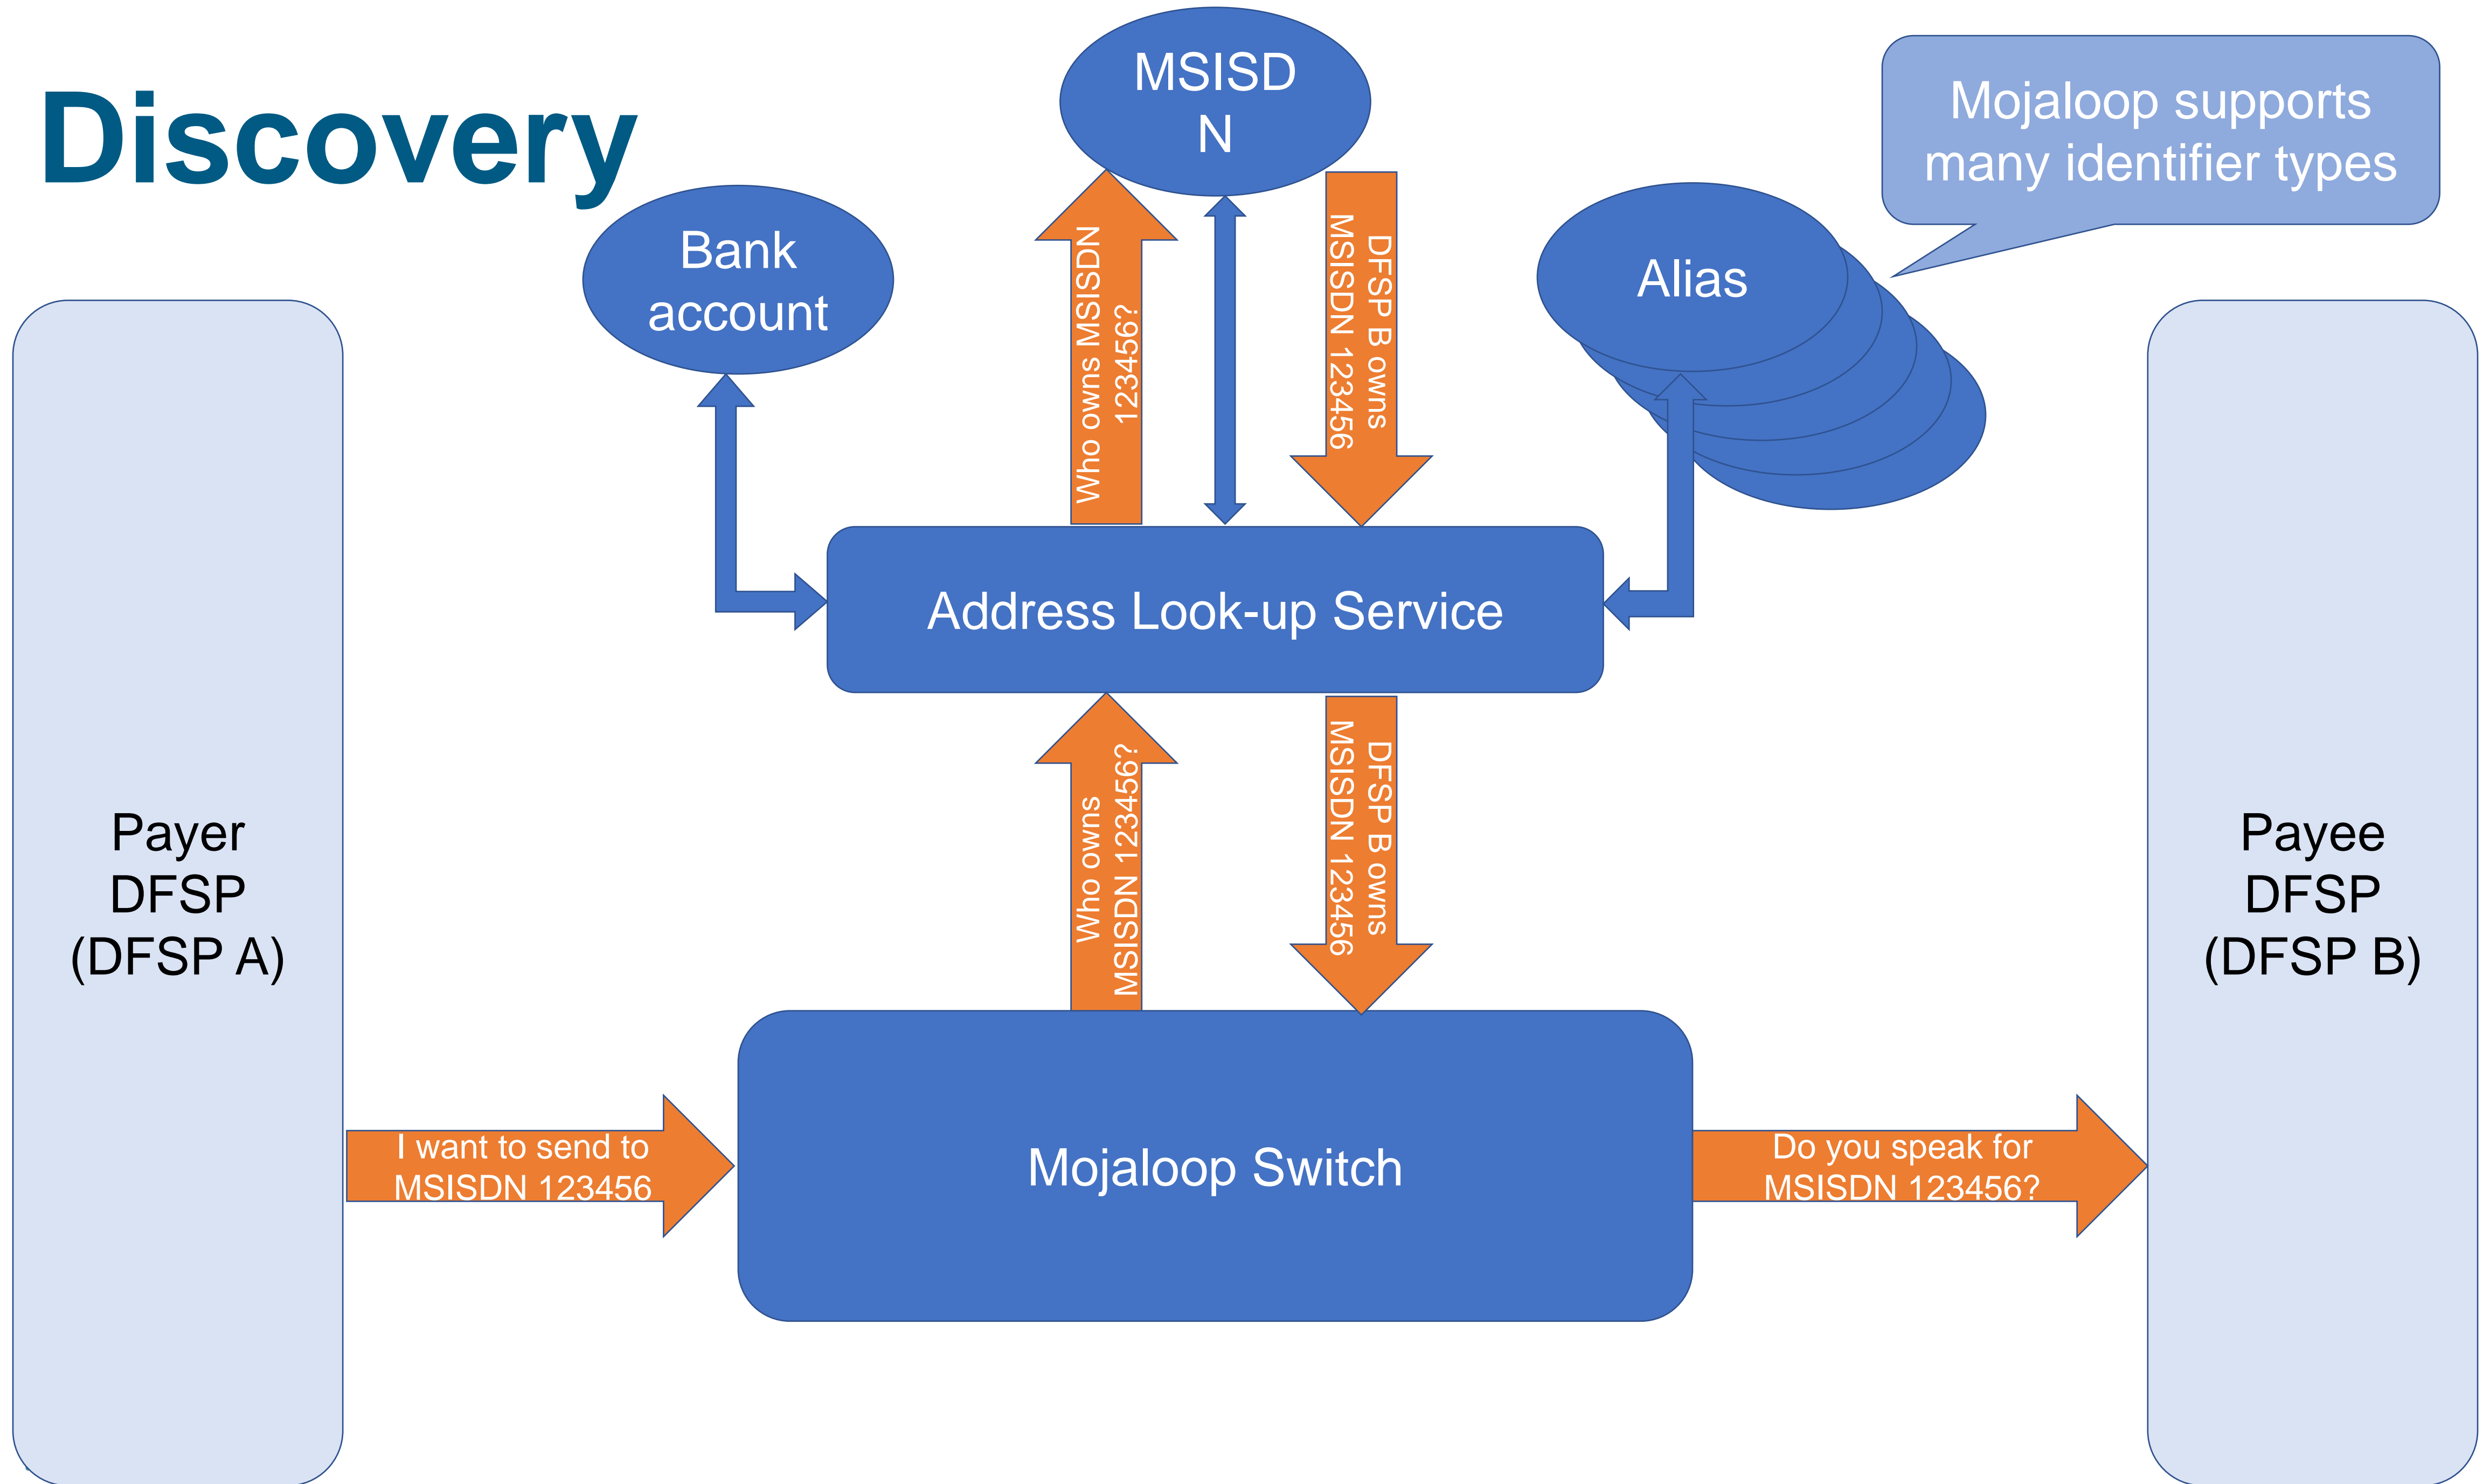 Discovery
MSISD
N
Mojaloop supports
many identifier types
Bank
account
Alias
Who owns MSISDN
123456?
DFSP B owns
MSISDN 123456
Address Look-up Service
Who owns
MSISDN 123456?
DFSP B owns
MSISDN 123456
Payer
DFSP
(DFSP A)
Payee
DFSP
(DFSP B)
I want to send to
MSISDN 123456
Mojaloop Switch
Do you speak for
MSISDN 123456?